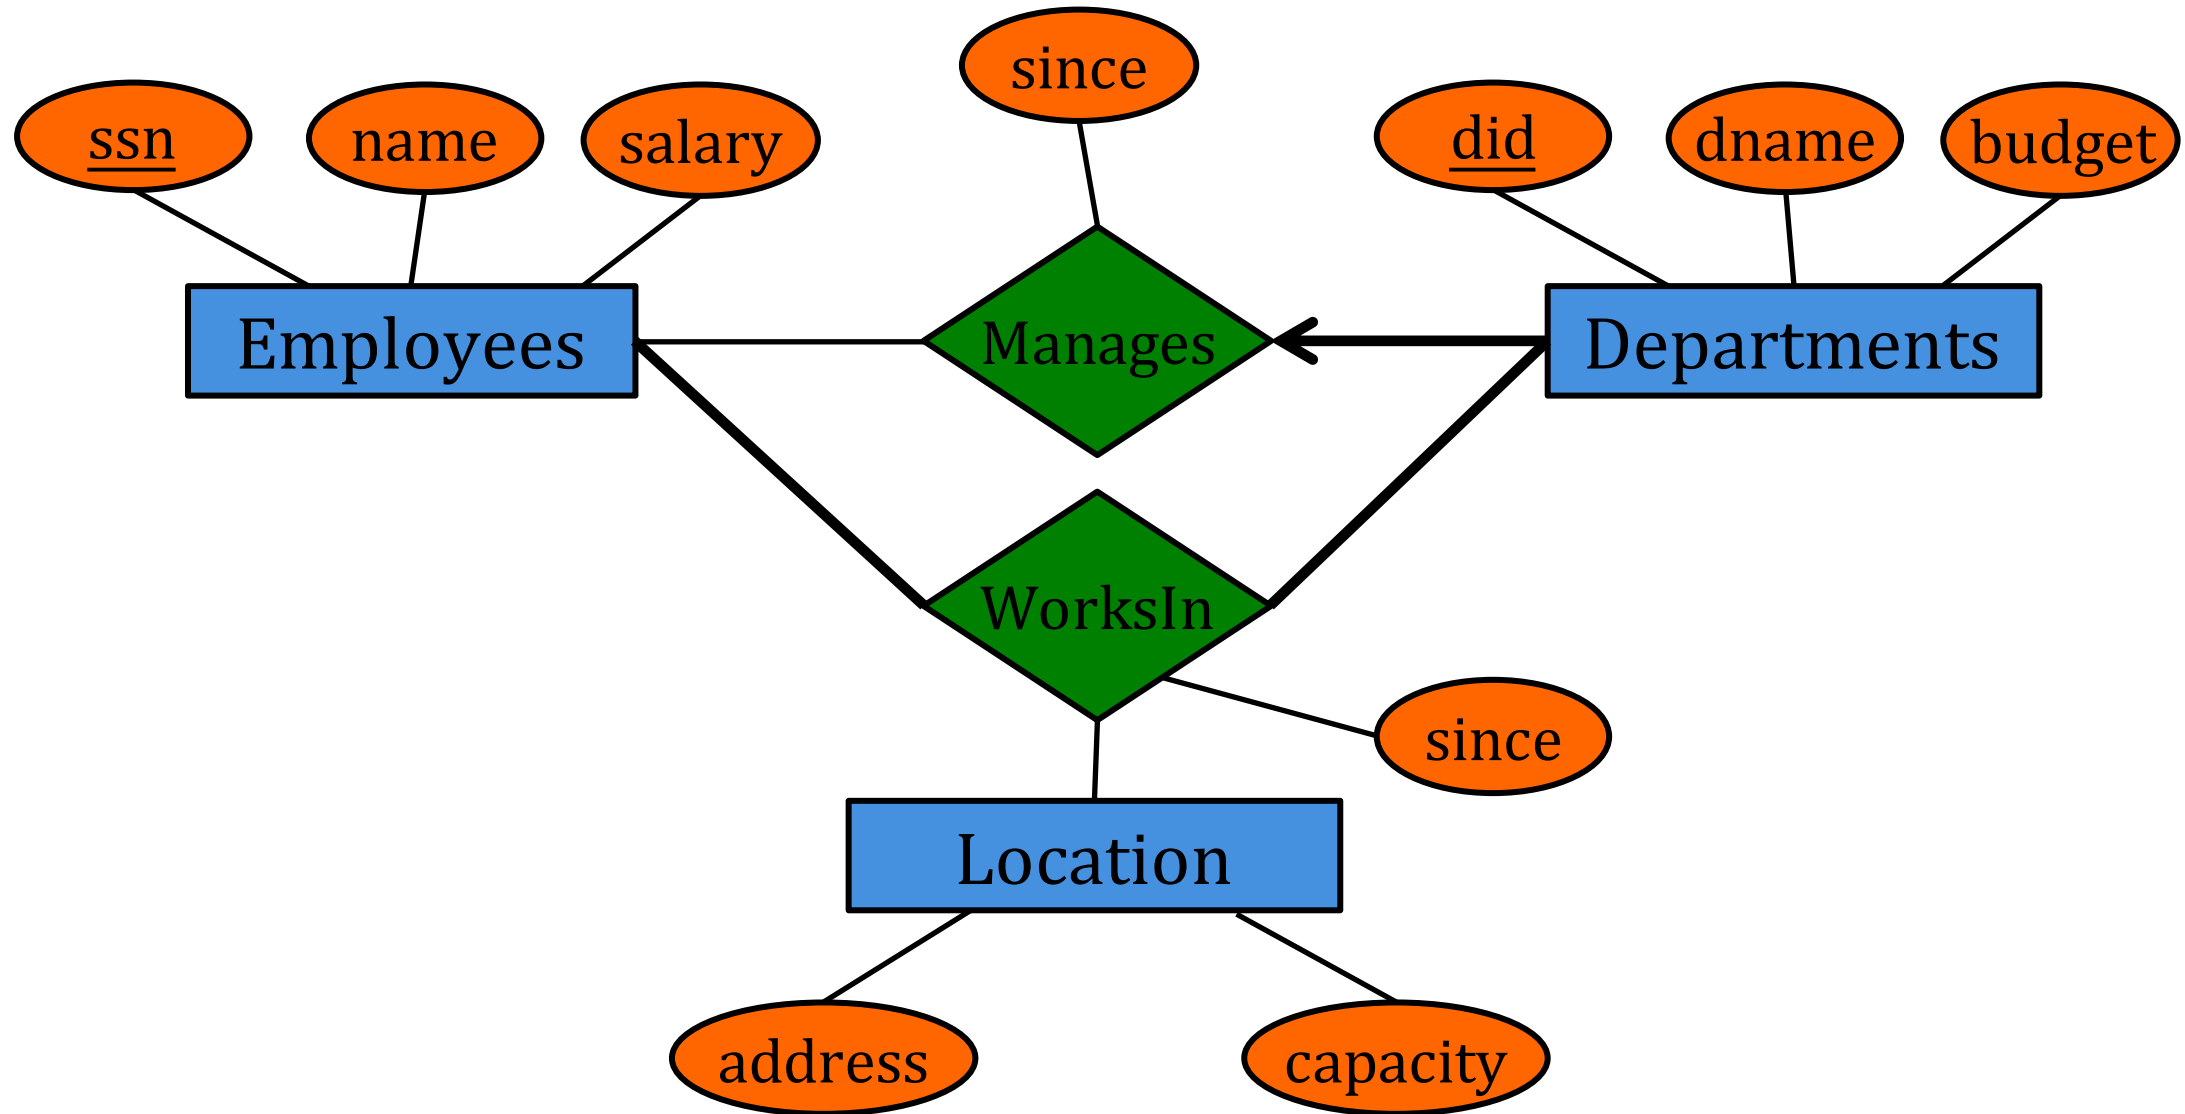 since
ssn
name
salary
did
dname
budget
Employees
Manages
Departments
WorksIn
since
Location
address
capacity